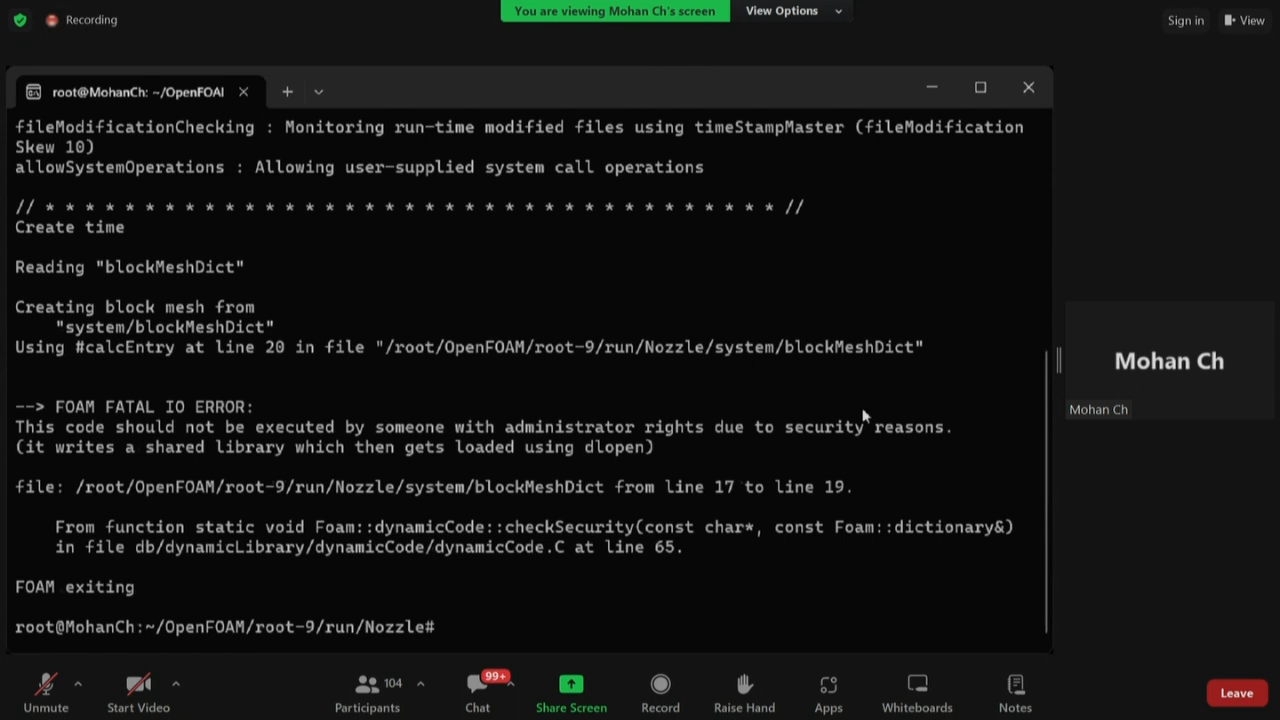 Recording
You are viewing Mohan Ch's screen
View Options
Sign in
View
root@MohanCh: ~/OpenFOAI
fileModificationChecking : Monitoring run-time modified files using timeStampMaster (fileModification
Skew 10)
allowSystemOperations : Allowing user-supplied system call operations
// * * * * * * * * * * * * * * * * * * * * * * * * * * * * * * * * * * * * * //
Create time
Reading "blockMeshDict"
Creating block mesh from
"system/blockMeshDict"
Using #calcEntry at line 20 in file "/root/OpenFOAM/root-9/run/Nozzle/system/blockMeshDict"
--> FOAM FATAL IO ERROR:
This code should not be executed by someone with administrator rights due to security reasons.
(it writes a shared library which then gets loaded using dlopen)
file: /root/OpenFOAM/root-9/run/Nozzle/system/blockMeshDict from line 17 to line 19.
From function static void Foam::dynamicCode::checkSecurity(const char*, const Foam::dictionary&)
in file db/dynamicLibrary/dynamicCode/dynamicCode.C at line 65.
FOAM exiting
root@MohanCh:~/OpenFOAM/root-9/run/Nozzle#
Mohan Ch
Mohan Ch
Unmute
Start Video
104
Participants
99+
Chat
Share Screen
Record
Raise Hand
Apps
Whiteboards
Notes
Leave